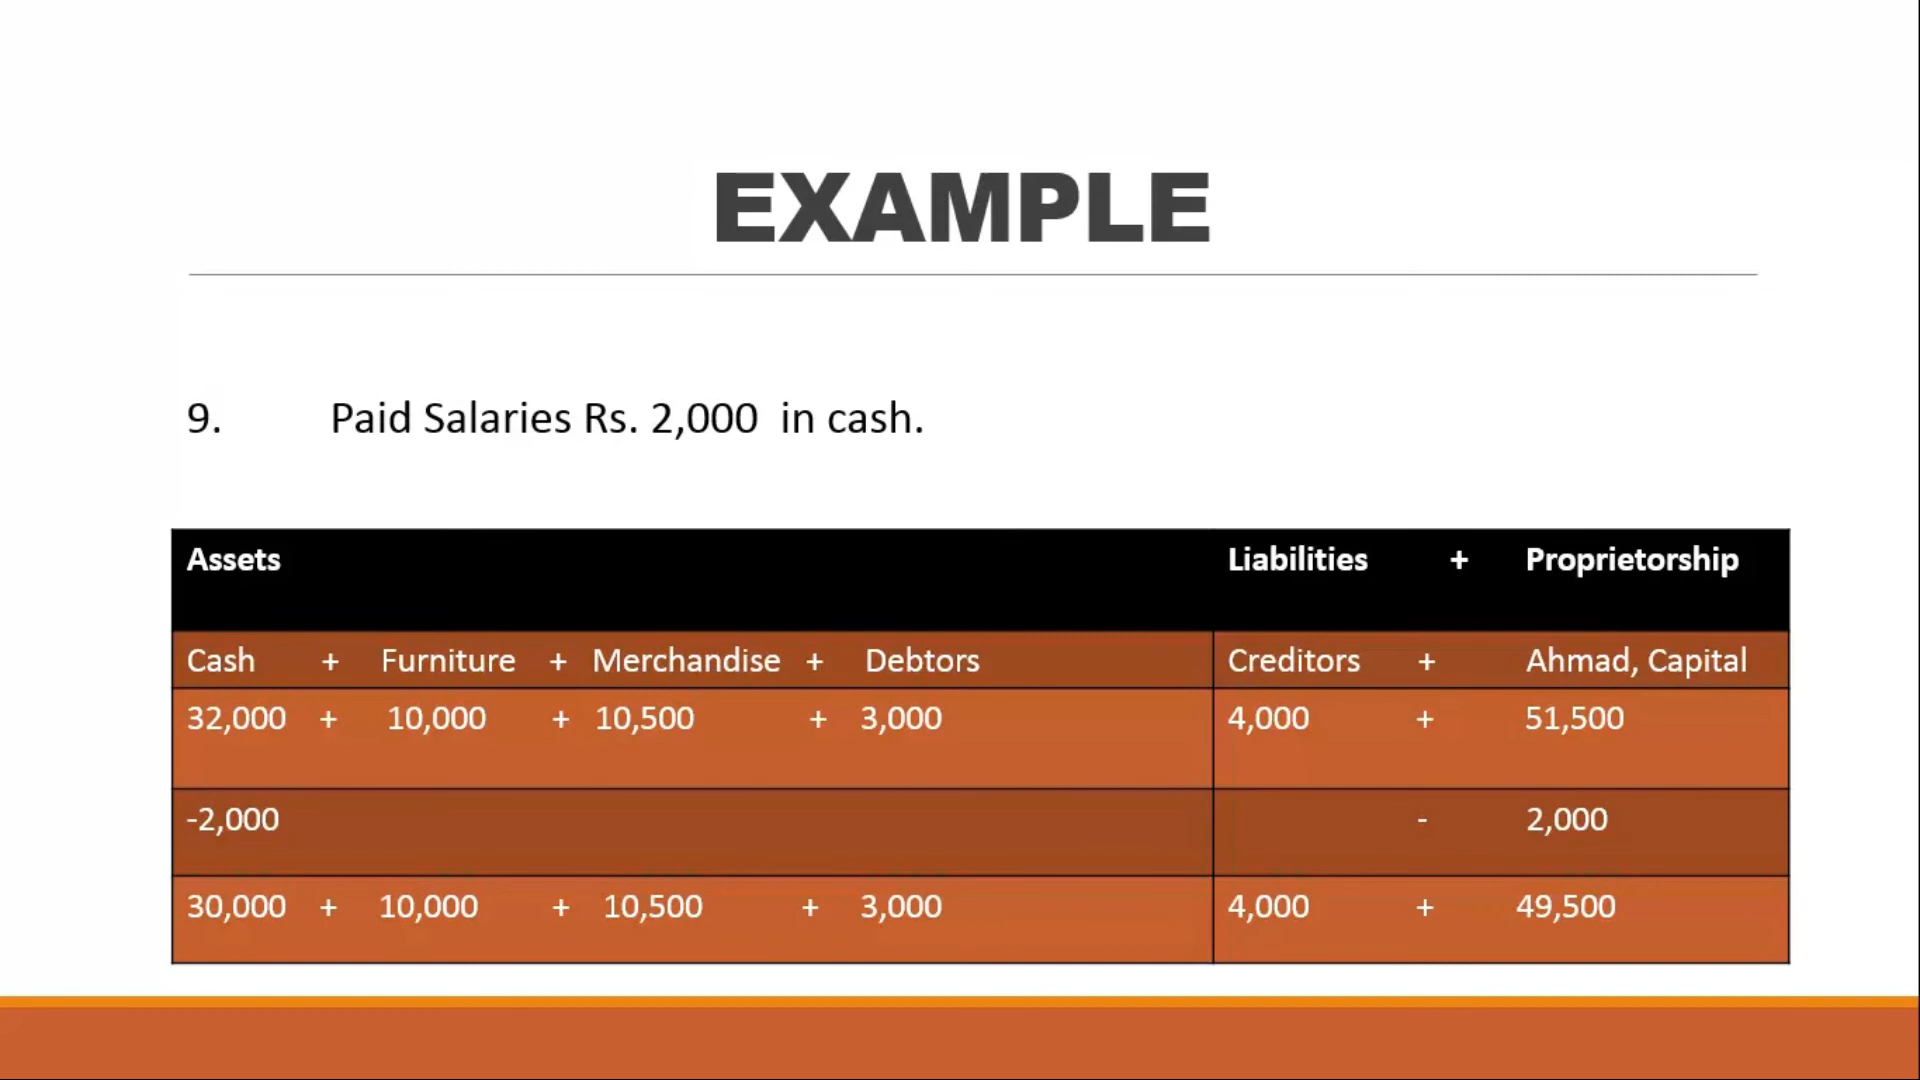 EXAMPLE
9. Paid Salaries Rs. 2,000 in cash.
Assets Liabilities + Proprietorship
Cash + Furniture + Merchandise + Debtors Creditors + Ahmad, Capital
32,000 + 10,000 + 10,500 + 3,000 4,000 + 51,500
-2,000 - 2,000
30,000 + 10,000 + 10,500 + 3,000 4,000 + 49,500